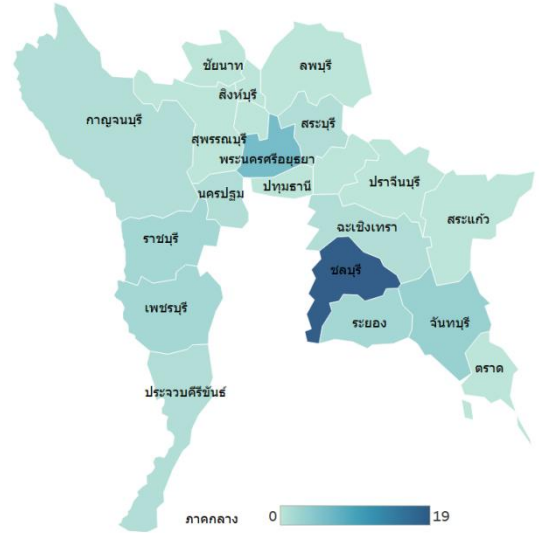 ชัยนาท
ลพบุรี
สิงห์บุรี
กาญจนบุรี
สระบุรี
สุพรรณบุรี
พระนครศรีอยุธยา
ปทุมธานี
ปราจีนบุรี
นครปฐม
สระแก้ว
ฉะเชิงเทรา
ราชบุรี
ชลบุรี
เพชรบุรี
ระยอง
จันทบุรี
ตราด
ประจวบคีรีขันธ์
ภาคกลาง
0 19